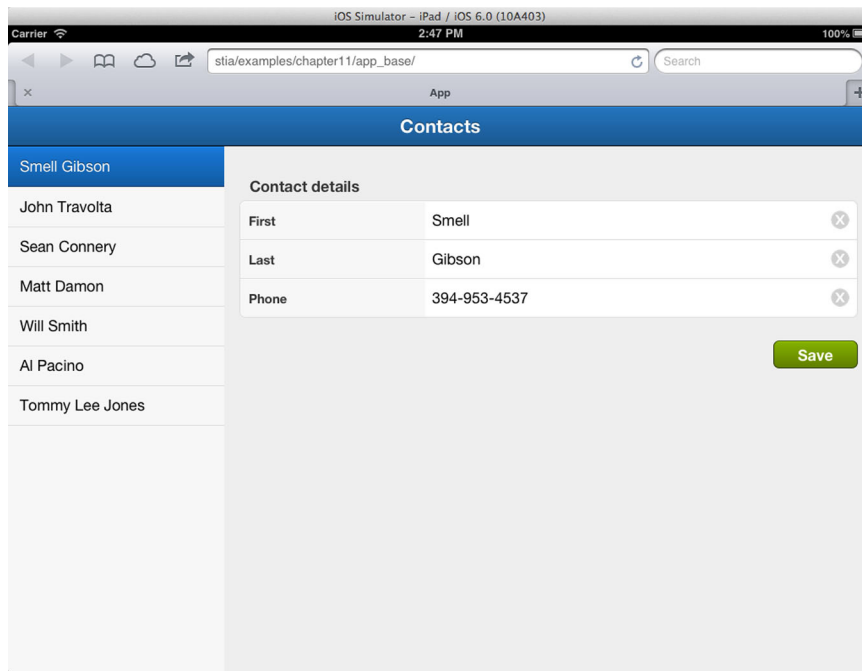 iOS Simulator – iPad / iOS 6.0 (10A403)
Carrier 2:47 PM 100%
stia/examples/chapter11/app_base/ Search
App
Contacts
Smell Gibson
John Travolta
Sean Connery
Matt Damon
Will Smith
Al Pacino
Tommy Lee Jones
Contact details
First Smell
Last Gibson
Phone 394-953-4537
Save